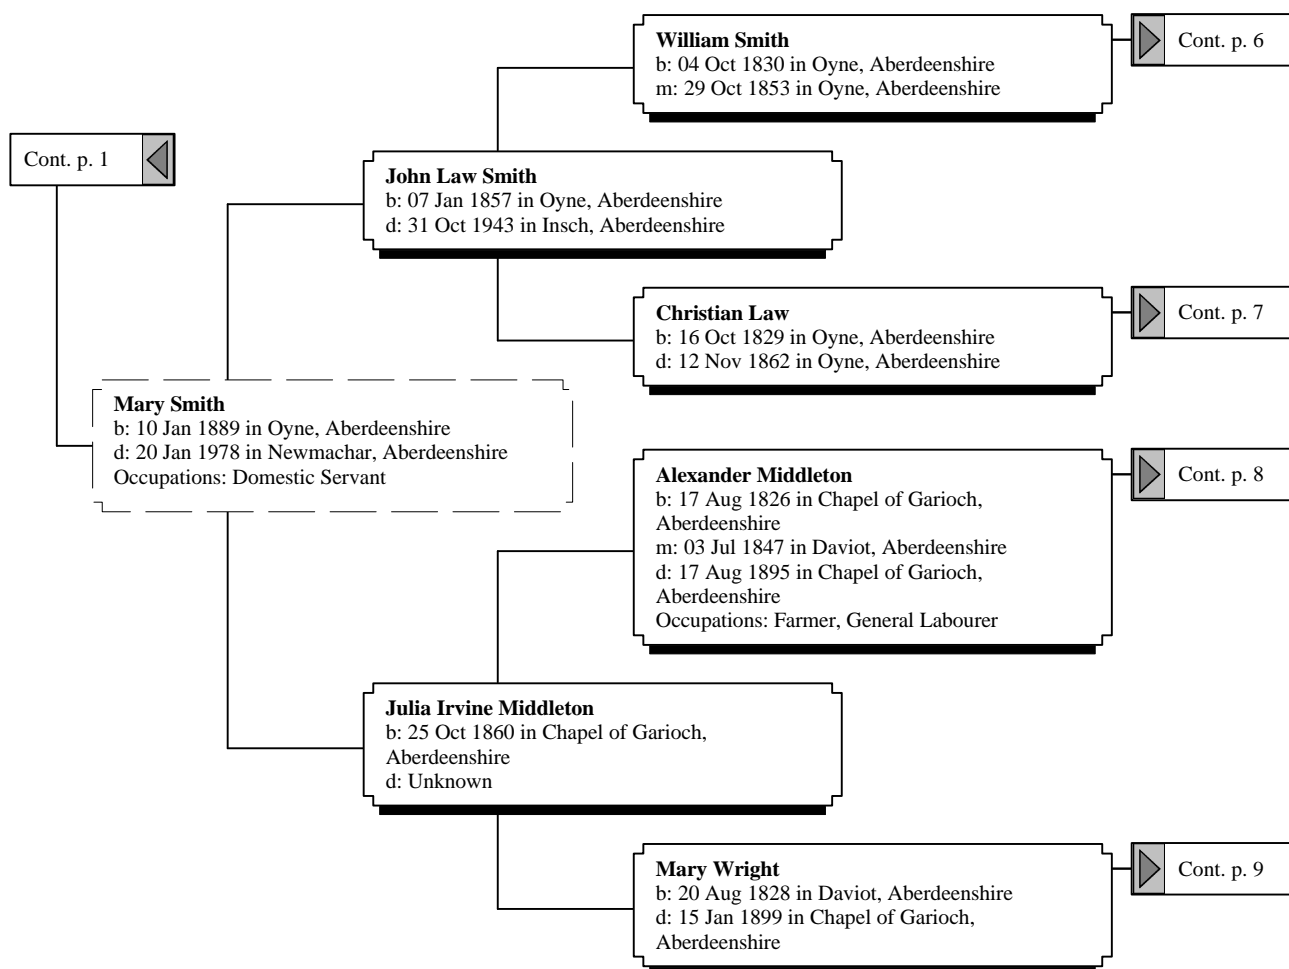 William Smith
b: 04 Oct 1830 in Oyne, Aberdeenshire
m: 29 Oct 1853 in Oyne, Aberdeenshire
Cont. p. 6
Cont. p. 1
John Law Smith
b: 07 Jan 1857 in Oyne, Aberdeenshire
d: 31 Oct 1943 in Insch, Aberdeenshire
Christian Law
b: 16 Oct 1829 in Oyne, Aberdeenshire
d: 12 Nov 1862 in Oyne, Aberdeenshire
Cont. p. 7
Mary Smith
b: 10 Jan 1889 in Oyne, Aberdeenshire
d: 20 Jan 1978 in Newmachar, Aberdeenshire
Occupations: Domestic Servant
Alexander Middleton
b: 17 Aug 1826 in Chapel of Garioch,
Aberdeenshire
m: 03 Jul 1847 in Daviot, Aberdeenshire
d: 17 Aug 1895 in Chapel of Garioch,
Aberdeenshire
Occupations: Farmer, General Labourer
Cont. p. 8
Julia Irvine Middleton
b: 25 Oct 1860 in Chapel of Garioch,
Aberdeenshire
d: Unknown
Mary Wright
b: 20 Aug 1828 in Daviot, Aberdeenshire
d: 15 Jan 1899 in Chapel of Garioch,
Aberdeenshire
Cont. p. 9